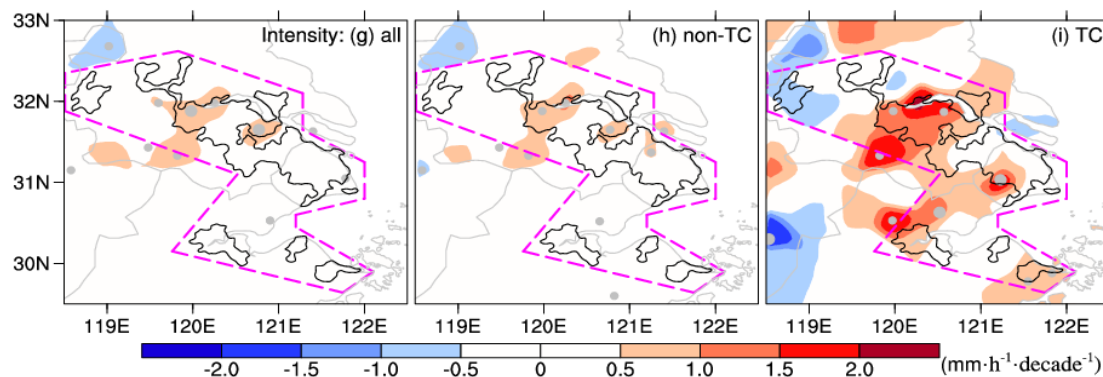 33N
32N
31N
30N
Intensity: (g) all
(h) non-TC
(i) TC
119E 120E 121E 122E
119E 120E 121E 122E
119E 120E 121E 122E
-2.0 -1.5 -1.0 -0.5 0 0.5 1.0 1.5 2.0 (mm·h⁻¹·decade⁻¹)